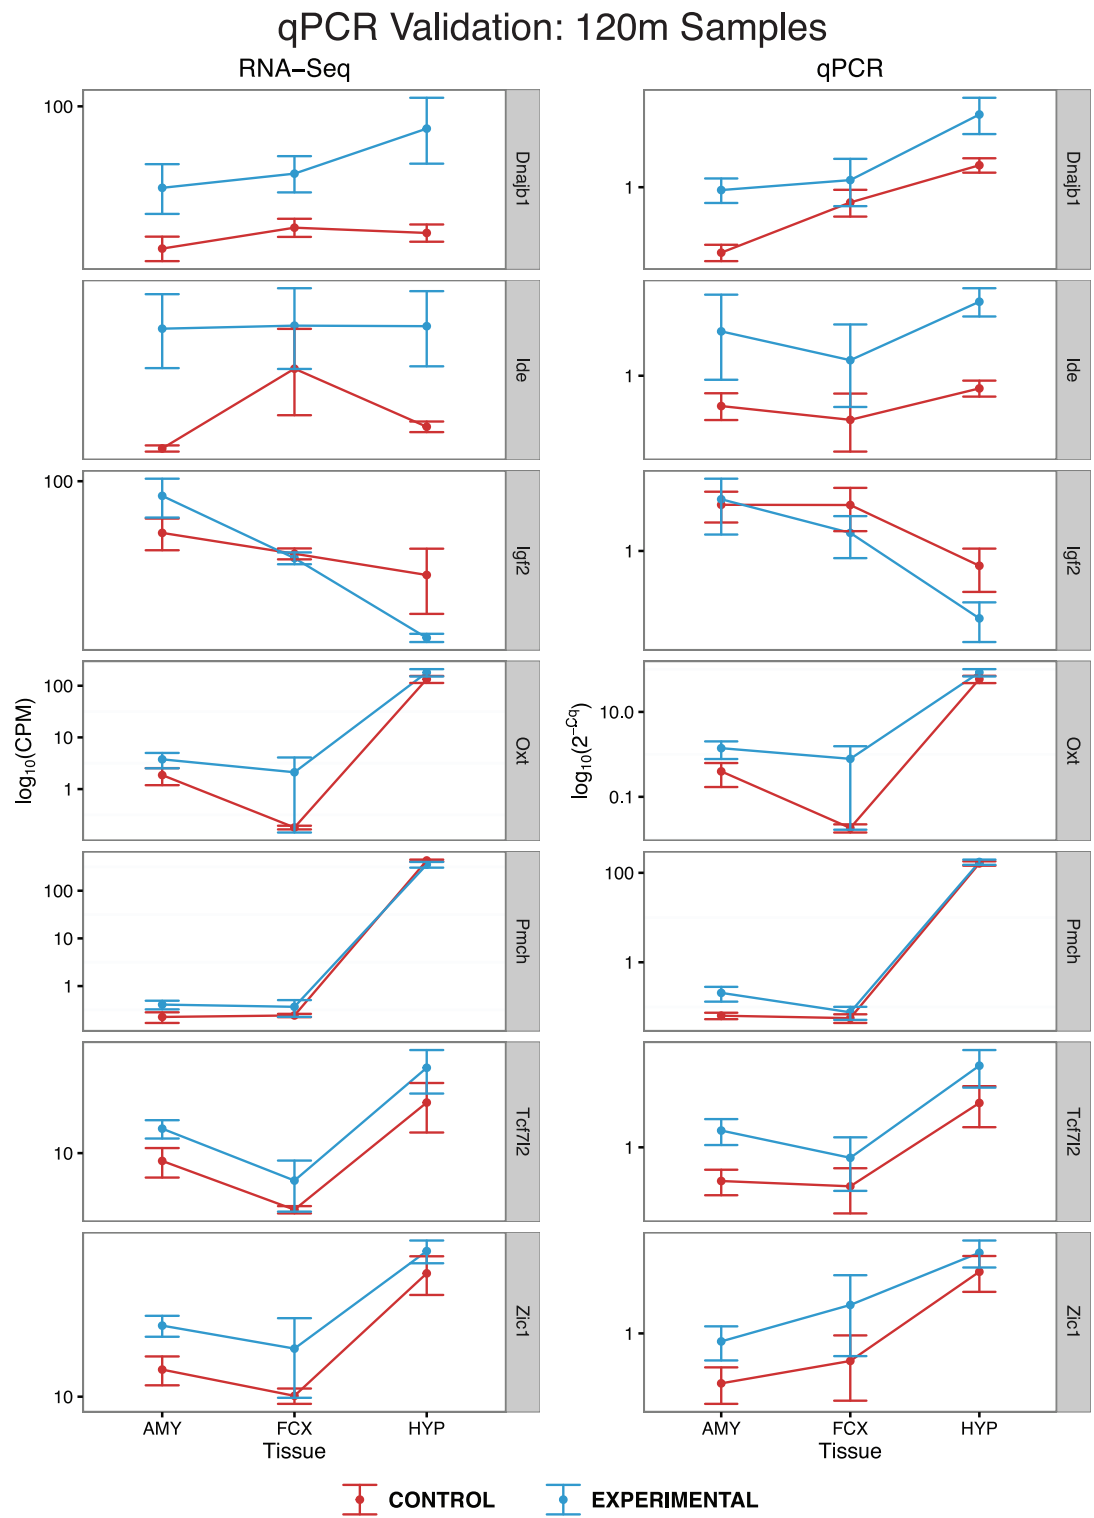 qPCR Validation: 120m Samples
RNA−Seq
qPCR
100
Dnajb1
1
Dnajb1
Ide
1
Ide
100
Igf2
1
Igf2
log10(CPM)
100
10
1
Oxt
log10(2−Cq)
10.0
0.1
Oxt
100
10
1
Pmch
100
1
Pmch
10
Tcf7l2
1
Tcf7l2
10
Zic1
1
Zic1
AMY FCX HYP
Tissue
AMY FCX HYP
Tissue
CONTROL EXPERIMENTAL